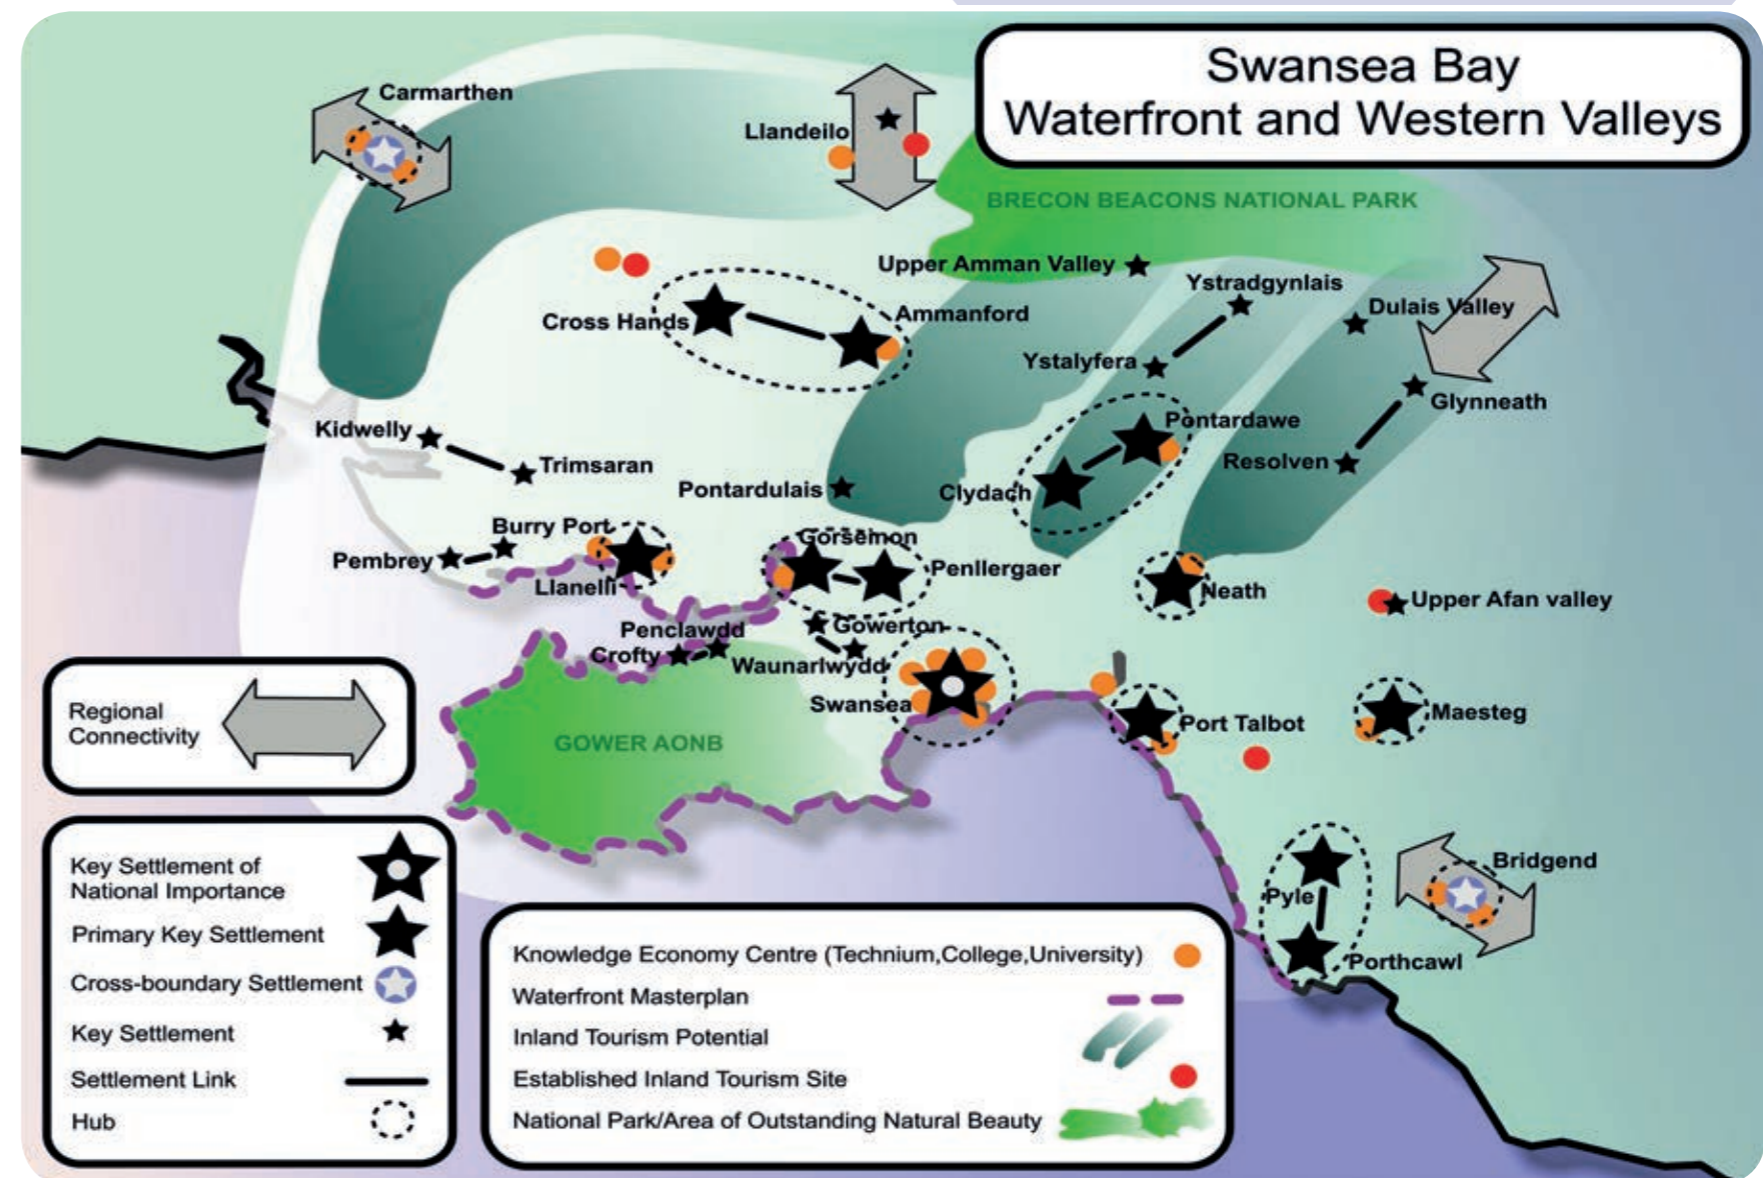 Swansea Bay
Waterfront and Western Valleys
Carmarthen
Llandeilo
BRECON BEACONS NATIONAL PARK
Upper Amman Valley
Ystradgynlais
Dulais Valley
Cross Hands
Ammanford
Ystalyfera
Glynneath
Kidwelly
Trimsaran
Pontardawe
Resolven
Pontardulais
Clydach
Burry Port
Gorseinon
Pembrey
Penllergaer
Llanelli
Neath
Upper Afan valley
Penclawdd
Gowerton
Crofty
Waunarlwydd
Swansea
Port Talbot
Maesteg
GOWER AONB
Bridgend
Pyle
Porthcawl
Regional
Connectivity
Key Settlement of
National Importance
Primary Key Settlement
Cross-boundary Settlement
Key Settlement
Settlement Link
Hub
Knowledge Economy Centre (Technium,College,University)
Waterfront Masterplan
Inland Tourism Potential
Established Inland Tourism Site
National Park/Area of Outstanding Natural Beauty